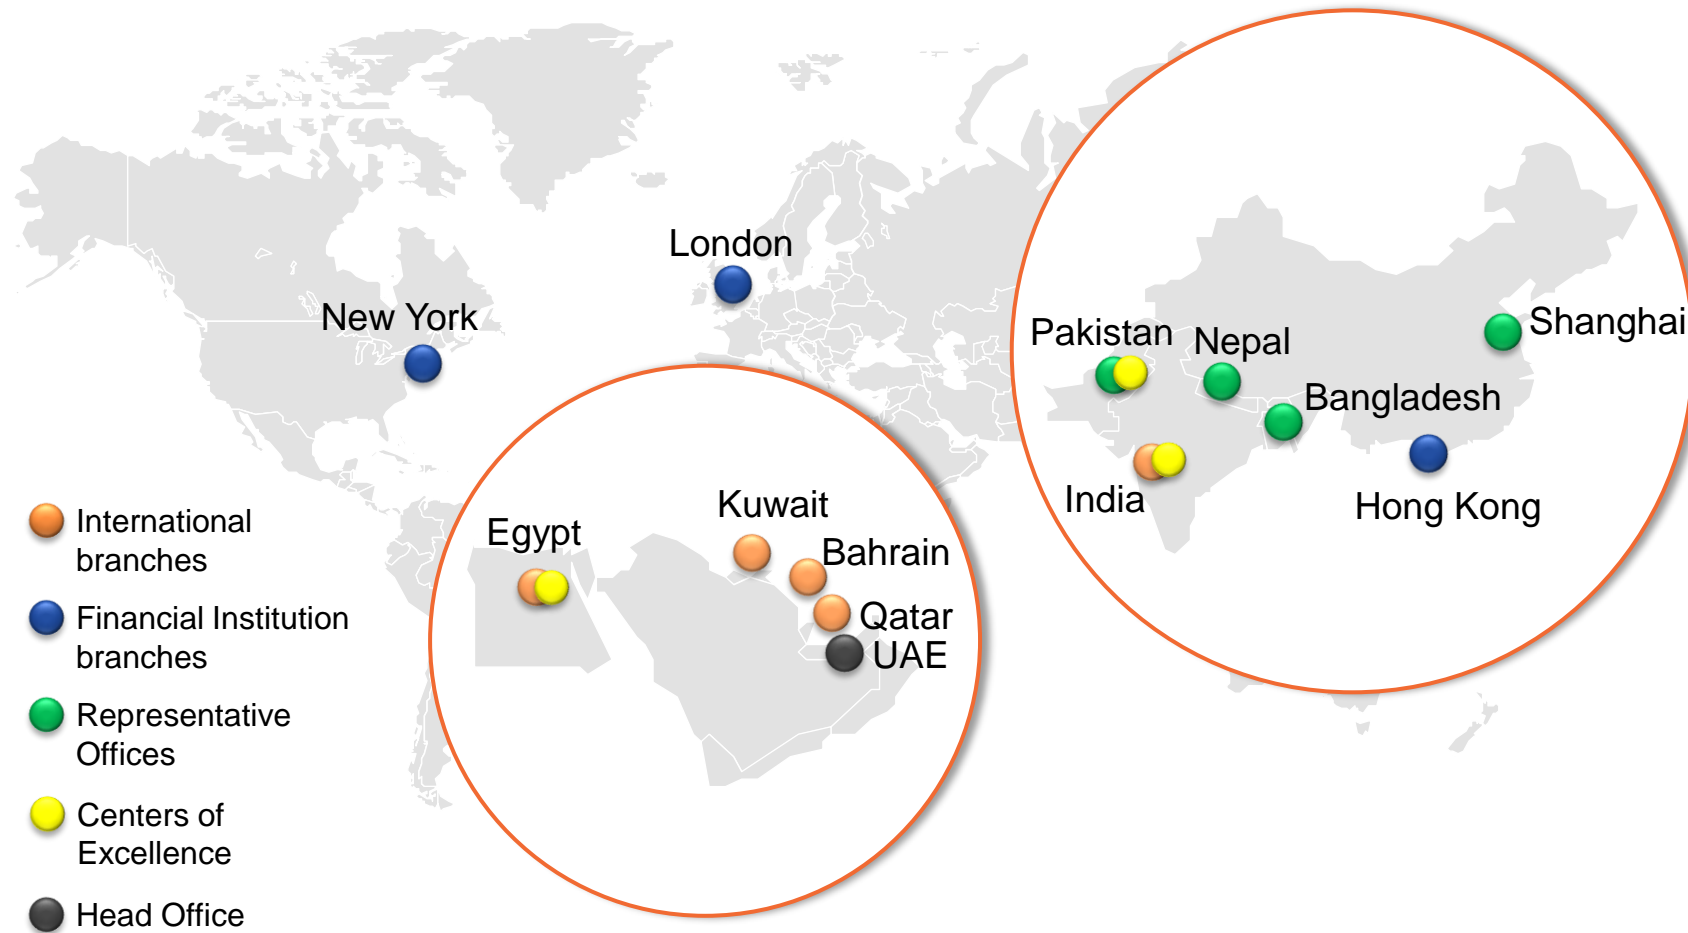 London
New York
Pakistan
Nepal
Shanghai
Bangladesh
India
Hong Kong
Egypt
Kuwait
Bahrain
Qatar
UAE
International
branches
Financial Institution
branches
Representative
Offices
Centers of
Excellence
Head Office